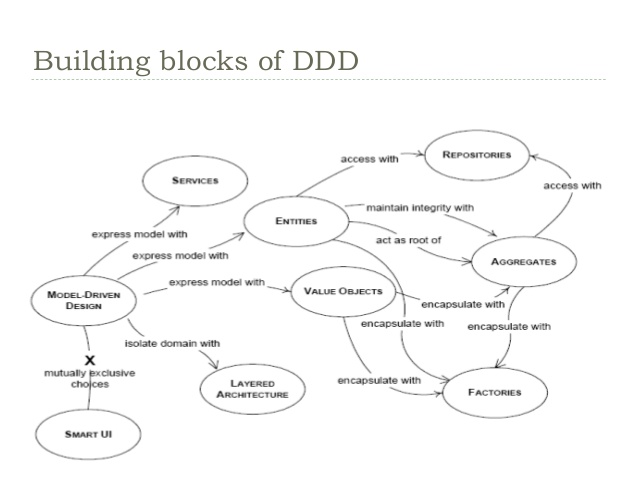 Building blocks of DDD
REPOSITORIES
access with
SERVICES
access with
maintain integrity with
ENTITIES
express model with
act as root of
express model with
AGGREGATES
express model with
VALUE OBJECTS
MODEL-DRIVEN
DESIGN
encapsulate with
encapsulate with
encapsulate with
isolate domain with
X
mutually exclusive
choices
encapsulate with
LAYERED
ARCHITECTURE
FACTORIES
SMART UI